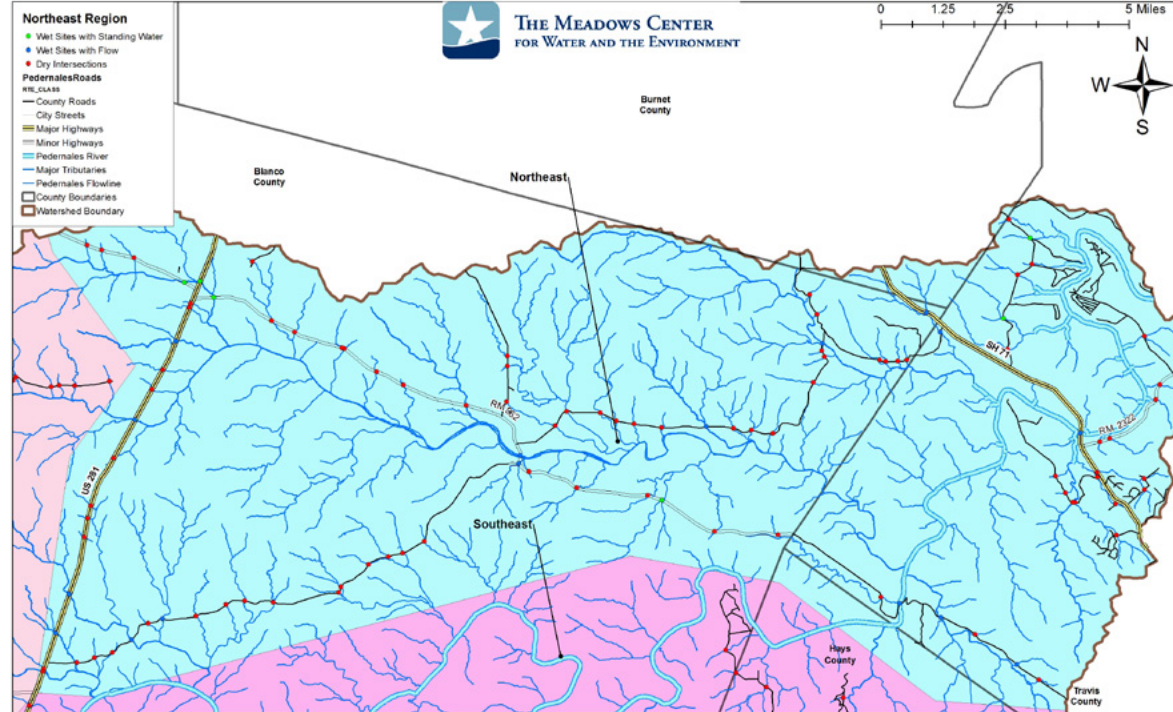 Northeast Region
Wet Sites with Standing Water
Wet Sites with Flow
Dry Intersections
PedernalesRoads
RTE_CLASS
County Roads
City Streets
Major Highways
Minor Highways
Pedernales River
Major Tributaries
Pedernales Flowline
County Boundaries
Watershed Boundary
THE MEADOWS CENTER
FOR WATER AND THE ENVIRONMENT
0 1.25 2.5 5 Miles
N
W E
S
Burnet
County
Blanco
County
Northeast
SH 71
RM 2322
US 281
Southeast
Hays
County
Travis
County